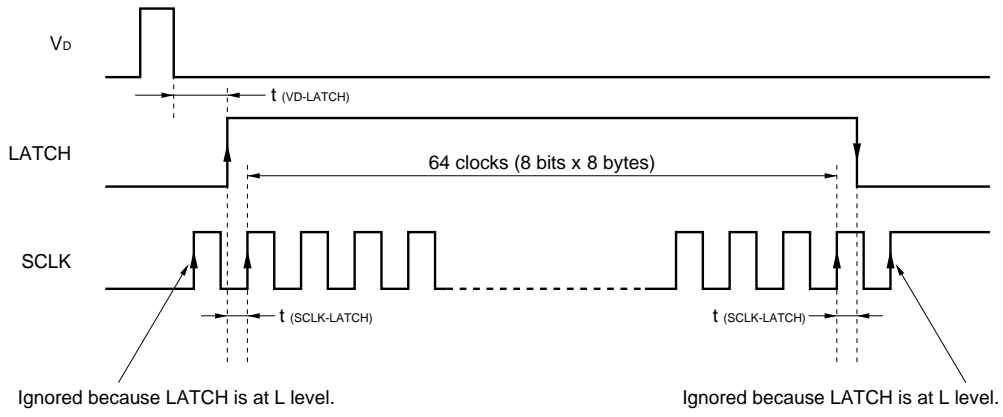 VD
t (VD-LATCH)
LATCH
64 clocks (8 bits x 8 bytes)
SCLK
t (SCLK-LATCH)
t (SCLK-LATCH)
Ignored because LATCH is at L level.
Ignored because LATCH is at L level.